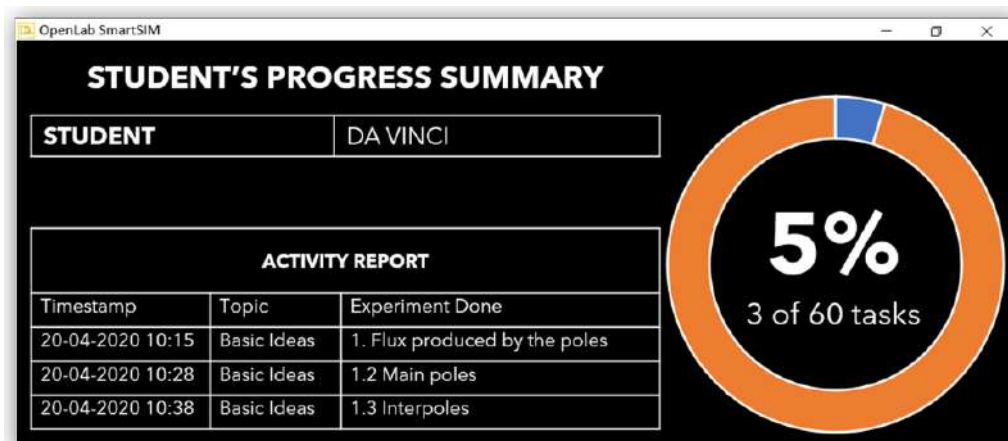 OpenLab SmartSIM
STUDENT'S PROGRESS SUMMARY
STUDENT DA VINCI
ACTIVITY REPORT
Timestamp Topic Experiment Done
20-04-2020 10:15 Basic Ideas 1. Flux produced by the poles
20-04-2020 10:28 Basic Ideas 1.2 Main poles
20-04-2020 10:38 Basic Ideas 1.3 Interpoles
5%
3 of 60 tasks